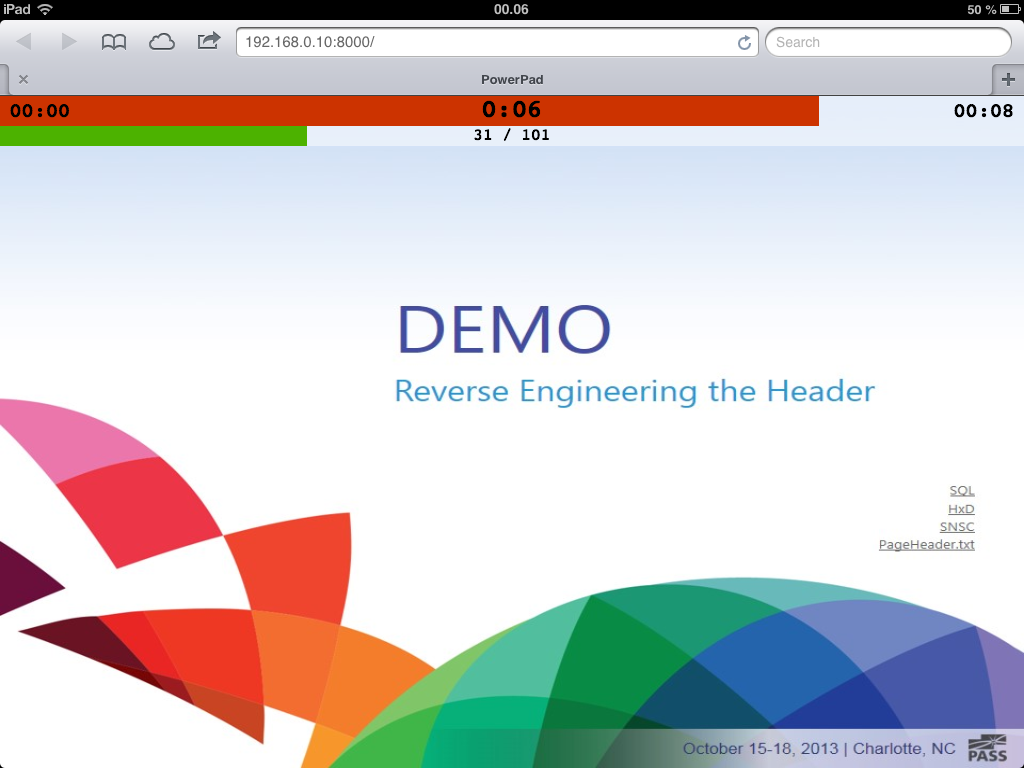 iPad 00.06 50 %
192.168.0.10:8000/ Search
PowerPad
00:00 0:06 00:08
31 / 101
DEMO
Reverse Engineering the Header
SQL
HxD
SNSC
PageHeader.txt
October 15-18, 2013 | Charlotte, NC PASS